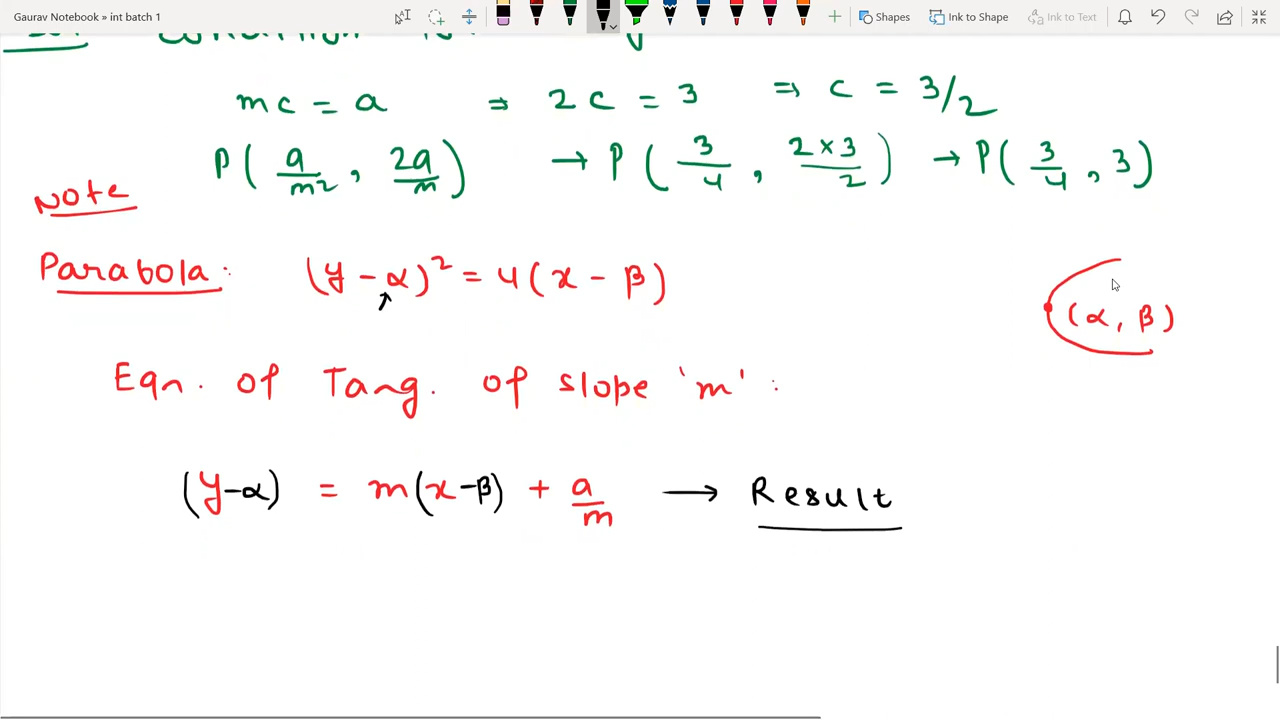 Gaurav Notebook » int batch 1
Shapes
Ink to Shape
Ink to Text
mc = a ⇒ 2c = 3 ⇒ c = 3/2
P(a/m2, 2a/m) → P(3/4, 2×3/2) → P(3/4, 3)
Note
Parabola: (y - α)² = 4(x - β)
(α, β)
Eqn. of Tang. of slope 'm' :
(y-α) = m(x-β) + a/m → Result